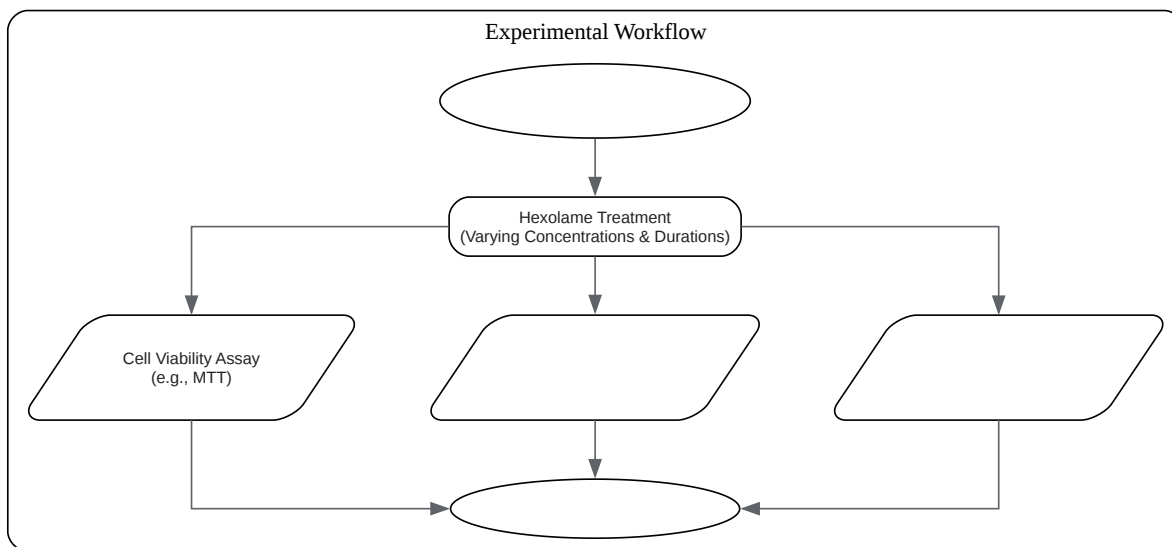 Experimental Workflow
Hexolame Treatment
(Varying Concentrations & Durations)
Cell Viability Assay
(e.g., MTT)